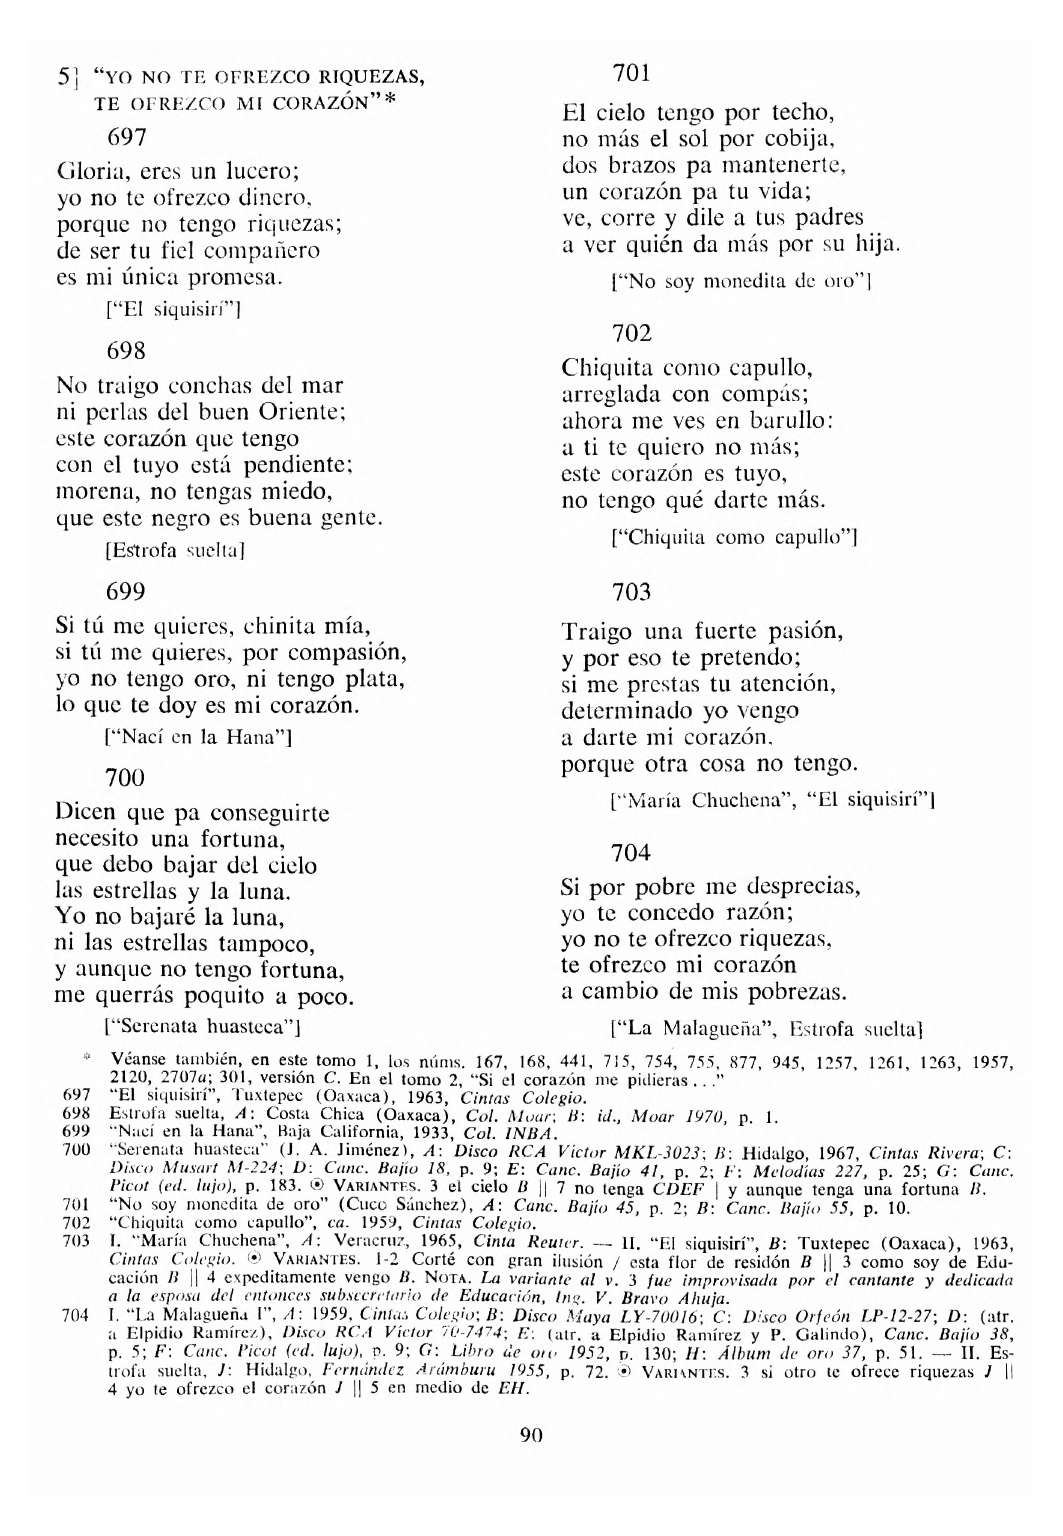 5] “YO NO TE OFREZCO RIQUEZAS,
TE OFREZCO MI CORAZÓN”*
697
Gloria, eres un lucero;
yo no te ofrezco dinero,
porque no tengo riquezas;
de ser tu fiel compañero
es mi única promesa.
[“El siquisirí”]
698
No traigo conchas del mar
ni perlas del buen Oriente;
este corazón que tengo
con el tuyo está pendiente;
morena, no tengas miedo,
que este negro es buena gente.
[Estrofa suelta]
699
Si tú me quieres, chinita mía,
si tú me quieres, por compasión,
yo no tengo oro, ni tengo plata,
lo que te doy es mi corazón.
[“Nací en la Hana”]
700
Dicen que pa conseguirte
necesito una fortuna,
que debo bajar del cielo
las estrellas y la luna.
Yo no bajaré la luna,
ni las estrellas tampoco,
y aunque no tengo fortuna,
me querrás poquito a poco.
[“Serenata huasteca”]
701
El cielo tengo por techo,
no más el sol por cobija,
dos brazos pa mantenerte,
un corazón pa tu vida;
ve, corre y dile a tus padres
a ver quién da más por su hija.
[“No soy monedita de oro”]
702
Chiquita como capullo,
arreglada con compás;
ahora me ves en barullo:
a ti te quiero no más;
este corazón es tuyo,
no tengo qué darte más.
[“Chiquita como capullo”]
703
Traigo una fuerte pasión,
y por eso te pretendo;
si me prestas tu atención,
determinado yo vengo
a darte mi corazón,
porque otra cosa no tengo.
[“María Chuchena”, “El siquisirí”]
704
Si por pobre me desprecias,
yo te concedo razón;
yo no te ofrezco riquezas,
te ofrezco mi corazón
a cambio de mis pobrezas.
[“La Malagueña”, Estrofa suelta]
* Véanse también, en este tomo 1, los núms. 167, 168, 441, 715, 754, 755, 877, 945, 1257, 1261, 1263, 1957,
2120, 2707a; 301, versión C. En el tomo 2, “Si el corazón me pidieras . . .”
697 “El siquisirí”, Tuxtepec (Oaxaca), 1963, Cintas Colegio.
698 Estrofa suelta, A: Costa Chica (Oaxaca), Col. Moar; B: id., Moar 1970, p. 1.
699 “Nací en la Hana”, Baja California, 1933, Col. INBA.
700 “Serenata huasteca” (J. A. Jiménez), A: Disco RCA Víctor MKL-3023; B: Hidalgo, 1967, Cintas Rivera; C:
Disco Musart M-224; D: Canc. Bajío 18, p. 9; E: Canc. Bajío 41, p. 2; F: Melodías 227, p. 25; G: Canc.
Picot (ed. lujo), p. 183. ⦿ VARIANTES. 3 el cielo B || 7 no tenga CDEF | y aunque tenga una fortuna B.
701 “No soy monedita de oro” (Cuco Sánchez), A: Canc. Bajío 45, p. 2; B: Canc. Bajío 55, p. 10.
702 “Chiquita como capullo”, ca. 1959, Cintas Colegio.
703 I. “María Chuchena”, A: Veracruz, 1965, Cinta Reuter. — II. “El siquisirí”, B: Tuxtepec (Oaxaca), 1963,
Cintas Colegio. ⦿ VARIANTES. 1-2 Corté con gran ilusión / esta flor de residón B || 3 como soy de Edu-
cación B || 4 expeditamente vengo B. NOTA. La variante al v. 3 fue improvisada por el cantante y dedicada
a la esposa del entonces subsecretario de Educación, Ing. V. Bravo Ahuja.
704 I. “La Malagueña I”, A: 1959, Cintas Colegio; B: Disco Maya LY-70016; C: Disco Orfeón LP-12-27; D: (atr.
a Elpidio Ramírez), Disco RCA Víctor 70-7474; E: (atr. a Elpidio Ramírez y P. Galindo), Canc. Bajío 38,
p. 5; F: Canc. Picot (ed. lujo), p. 9; G: Libro de oro 1952, p. 130; H: Álbum de oro 37, p. 51. — II. Es-
trofa suelta, J: Hidalgo, Fernández Arámburu 1955, p. 72. ⦿ VARIANTES. 3 si otro te ofrece riquezas J ||
4 yo te ofrezco el corazón J || 5 en medio de EH.
90